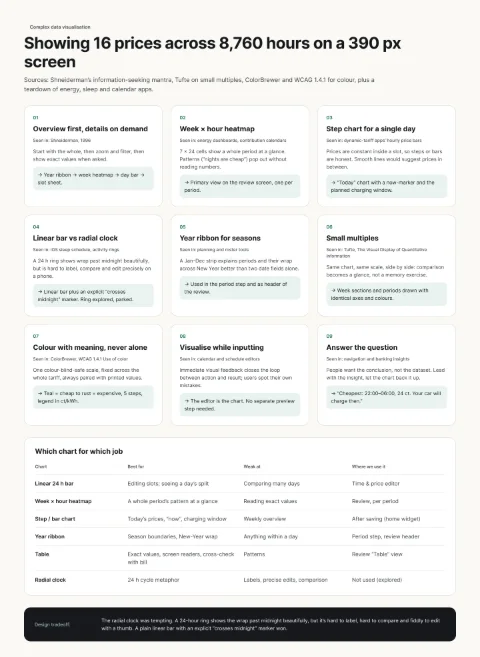 Complex data visualisation
Showing 16 prices across 8,760 hours on a 390 px
screen
Sources: Shneiderman's information-seeking mantra, Tufte on small multiples, ColorBrewer and WCAG 1.4.1 for colour, plus a
teardown of energy, sleep and calendar apps.
01
Overview first, details on demand
Seen in: Shneiderman, 1996
Start with the whole, then zoom and filter, then
show exact values when asked.
→ Year ribbon → week heatmap → day bar →
slot sheet.
02
Week × hour heatmap
Seen in: energy dashboards, contribution calendars
7 × 24 cells show a whole period at a glance.
Patterns ("nights are cheap") pop out without
reading numbers.
→ Primary view on the review screen, one per
period.
03
Step chart for a single day
Seen in: dynamic-tariff apps' hourly price bars
Prices are constant inside a slot, so steps or bars
are honest. Smooth lines would suggest prices in
between.
→ "Today" chart with a now-marker and the
planned charging window.
04
Linear bar vs radial clock
Seen in: iOS sleep schedule, activity rings
A 24 h ring shows wrap past midnight beautifully,
but is hard to label, compare and edit precisely on
a phone.
→ Linear bar plus an explicit "crosses
midnight" marker. Ring explored, parked.
05
Year ribbon for seasons
Seen in: planning and rental tools
A Jan–Dec strip explains periods and their wrap
across New Year better than two date fields alone.
→ Used in the period step and as header of
the review.
06
Small multiples
Seen in: Tufte, The Visual Display of Quantitative
Information
Same chart, same scale, side by side: comparison
becomes a glance, not a memory exercise.
→ Week sections and periods drawn with
identical axes and colours.
07
Colour with meaning, never alone
Seen in: ColorBrewer, WCAG 1.4.1 Use of color
One colour-blind-safe scale, fixed across the
whole tariff, always paired with printed values.
→ Teal = cheap to rust = expensive, 5 steps,
legend in ct/kWh.
08
Visualise while inputting
Seen in: calendar and schedule editors
Immediate visual feedback closes the loop
between action and result; users spot their own
mistakes.
→ The editor is the chart. No separate preview
step needed.
09
Answer the question
Seen in: navigation and banking insights
People want the conclusion, not the dataset. Lead
with the insight, let the chart back it up.
→ "Cheapest: 22:00–06:00, 24 ct. Your car will
charge then."
Which chart for which job
Chart Best for Weak at Where we use it
Linear 24 h bar Editing slots; seeing a day's split Comparing many days Time & price editor
Week × hour heatmap A whole period's pattern at a glance Reading exact values Review, per period
Step / bar chart Today's prices, "now", charging window Weekly overview After saving (home widget)
Year ribbon Season boundaries, New-Year wrap Anything within a day Period step, review header
Table Exact values, screen readers, cross-check
with bill Patterns Review "Table" view
Radial clock 24 h cycle metaphor Labels, precise edits, comparison Not used (explored)
Design tradeoff
The radial clock was tempting. A 24-hour ring shows the wrap past midnight beautifully, but it's hard to label, hard to compare and fiddly to edit
with a thumb. A plain linear bar with an explicit "crosses midnight" marker won.